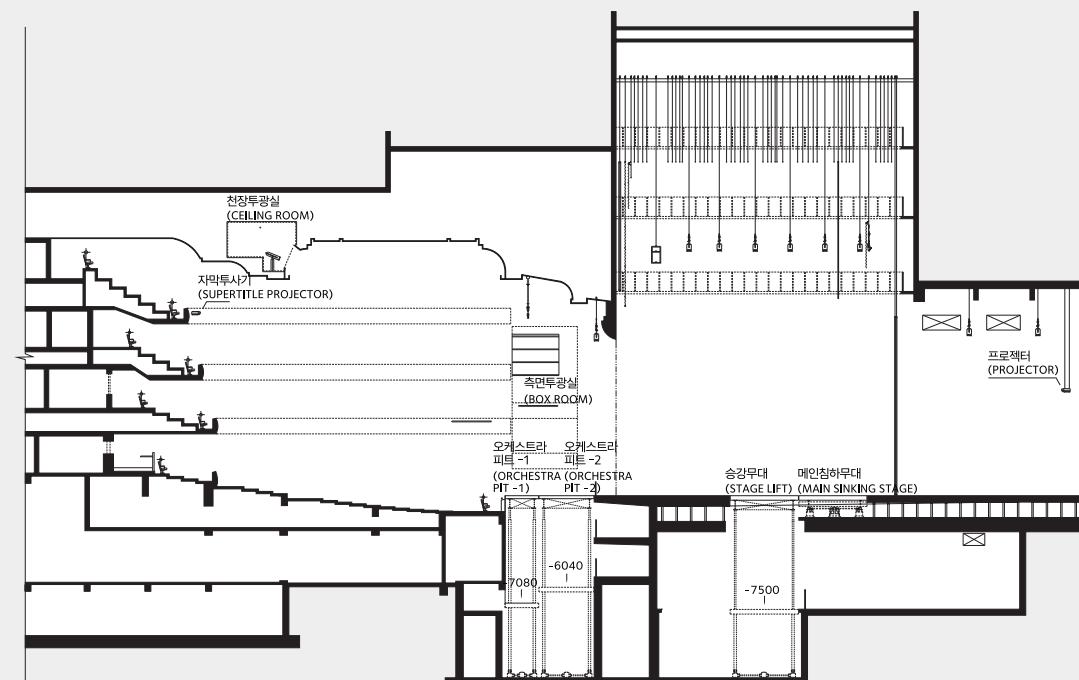 천장투광실
(CEILING ROOM)
자막투사기
(SUPERTITLE PROJECTOR)
프로젝터
(PROJECTOR)
측면투광실
(BOX ROOM)
오케스트라
피트 -1
(ORCHESTRA
PIT -1)
오케스트라
피트 -2
(ORCHESTRA
PIT -2)
승강무대
(STAGE LIFT)
메인침하무대
(MAIN SINKING STAGE)
-7080
-6040
-7500